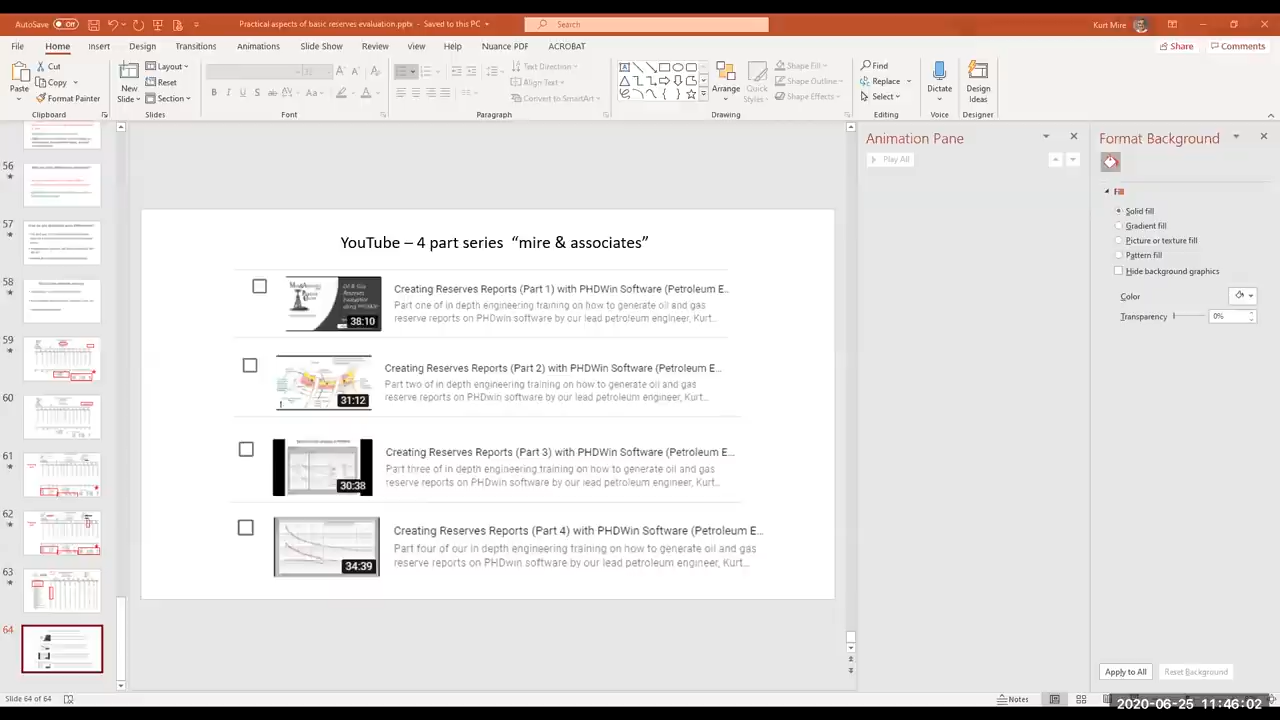 AutoSave Off Practical aspects of basic reserves evaluation.pptx - Saved to this PC Search Kurt Mire
File Home Insert Design Transitions Animations Slide Show Review View Help Nuance PDF ACROBAT Share Comments
Paste Cut Copy Format Painter
New Slide Layout Reset Section
Text Direction Align Text Convert to SmartArt
Arrange Quick Styles Shape Fill Shape Outline Shape Effects
Find Replace Select
Dictate Design Ideas
Clipboard Slides Font Paragraph Drawing Editing Voice Designer
56
57
58
59
60
61
62
63
64
YouTube – 4 part series “mire & associates”
38:10
Creating Reserves Reports (Part 1) with PHDWin Software (Petroleum E...
Part one of in depth engineering training on how to generate oil and gas
reserve reports on PHDwin software by our lead petroleum engineer, Kurt...
31:12
Creating Reserves Reports (Part 2) with PHDWin Software (Petroleum E...
Part two of in depth engineering training on how to generate oil and gas
reserve reports on PHDwin software by our lead petroleum engineer, Kurt...
30:38
Creating Reserves Reports (Part 3) with PHDWin Software (Petroleum E...
Part three of in depth engineering training on how to generate oil and gas
reserve reports on PHDwin software by our lead petroleum engineer, Kurt...
34:39
Creating Reserves Reports (Part 4) with PHDWin Software (Petroleum E...
Part four of our in depth engineering training on how to generate oil and gas
reserve reports on PHDwin software by our lead petroleum engineer, Kurt...
Animation Pane
Play All
Format Background
Fill
Solid fill
Gradient fill
Picture or texture fill
Pattern fill
Hide background graphics
Color
Transparency 0%
Apply to All Reset Background
Slide 64 of 64 Notes
2020-06-25 11:46:02